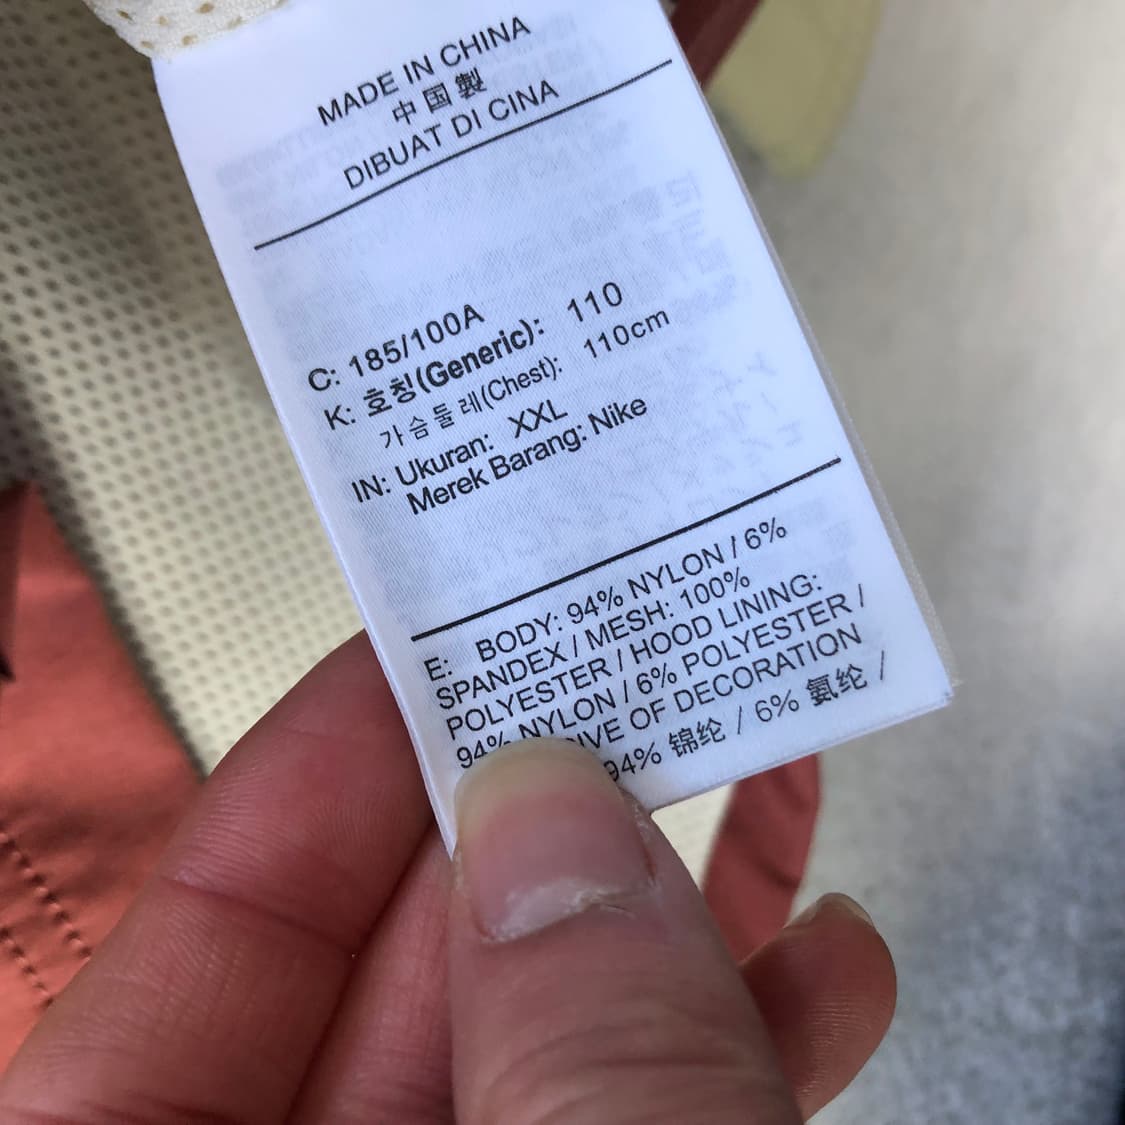 MADE IN CHINA
中国製
DIBUAT DI CINA
C: 185/100A
K: 호칭(Generic): 110
가슴둘레(Chest): 110cm
IN: Ukuran: XXL
Merek Barang: Nike
E: BODY: 94% NYLON / 6%
SPANDEX / MESH: 100%
POLYESTER / HOOD LINING:
94% NYLON / 6% POLYESTER /
OF DECORATION
94% 锦纶 / 6% 氨纶 /